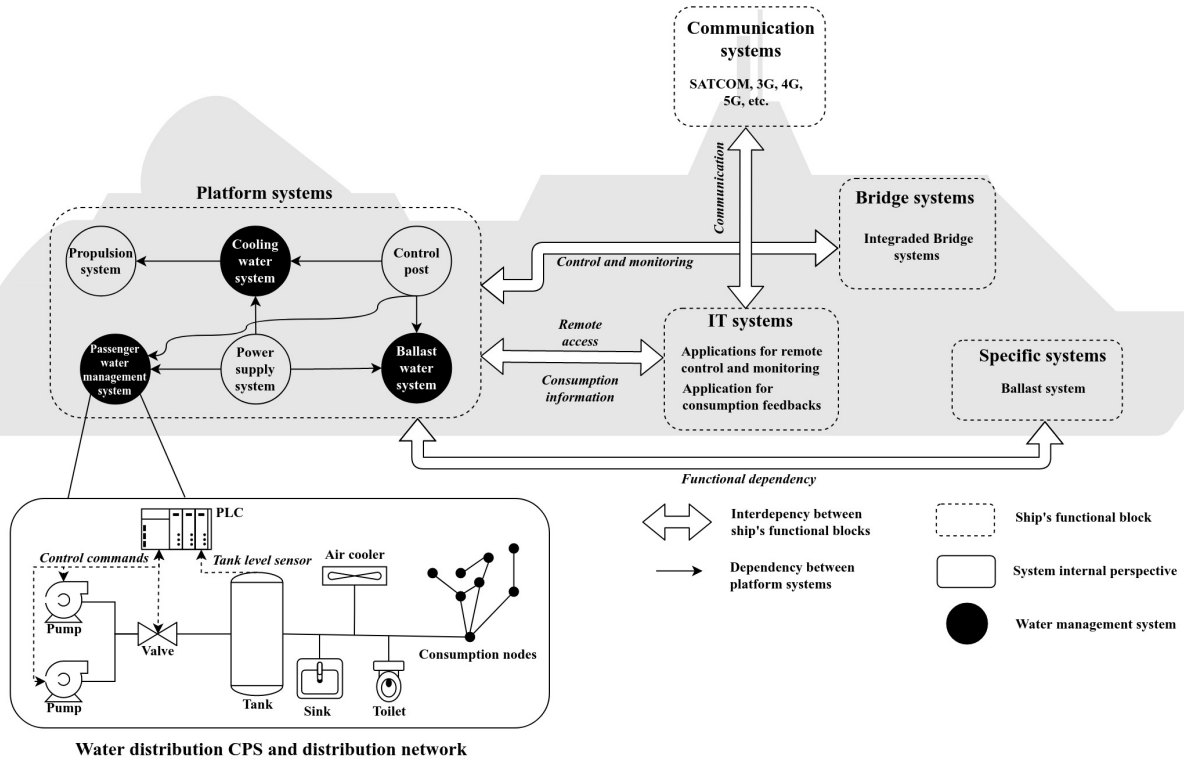 Communication
systems
SATCOM, 3G, 4G,
5G, etc.
Communication
Platform systems
Propulsion
system
Cooling
water
system
Control
post
Passenger
water
management
system
Power
supply
system
Ballast
water
system
Control and monitoring
Bridge systems
Integraded Bridge
systems
Remote
access
Consumption
information
IT systems
Applications for remote
control and monitoring
Application for
consumption feedbacks
Specific systems
Ballast system
Functional dependency
PLC
Control commands
Tank level sensor
Air cooler
Pump
Valve
Pump
Tank
Sink
Toilet
Consumption nodes
Water distribution CPS and distribution network
Interdepency between
ship's functional blocks
Dependency between
platform systems
Ship's functional block
System internal perspective
Water management system